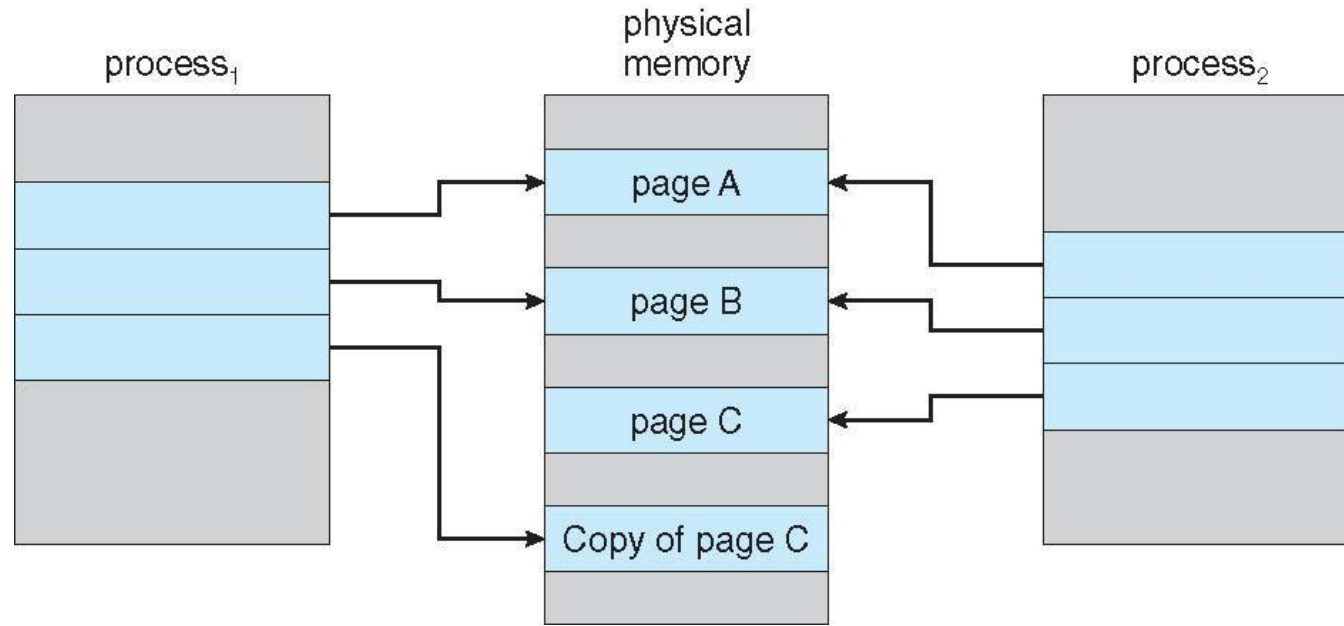 physical
memory
process₁
process₂
page A
page B
page C
Copy of page C